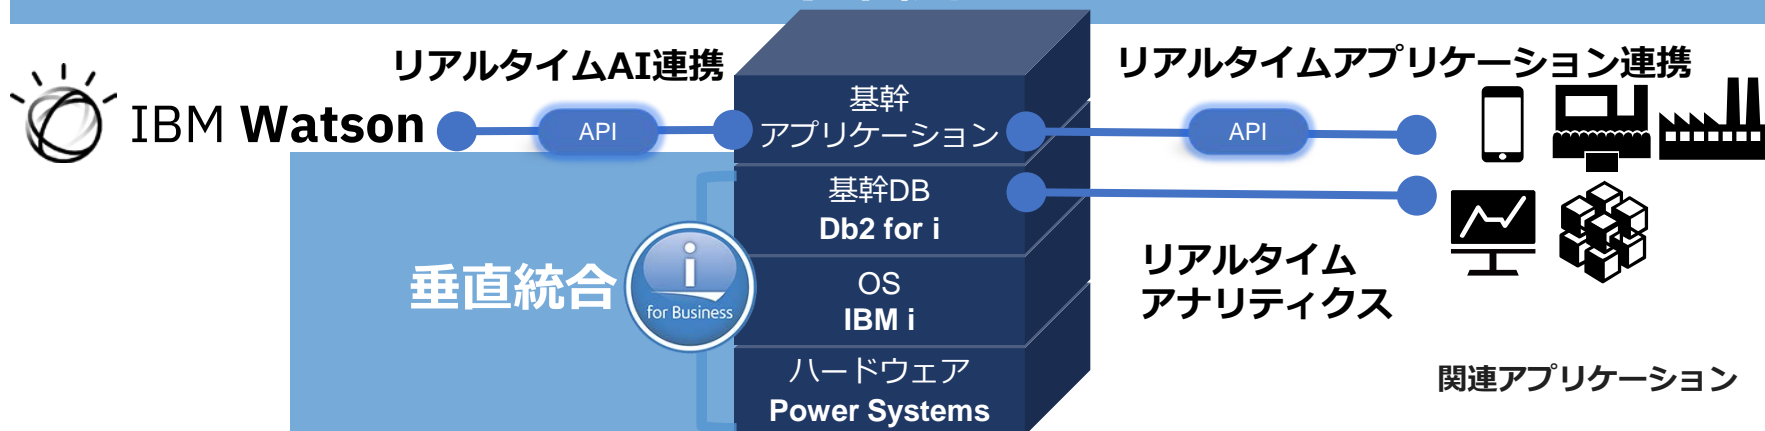 リアルタイムAI連携
リアルタイムアプリケーション連携
IBM Watson
API
基幹
アプリケーション
API
基幹DB
Db2 for i
垂直統合
i
for Business
OS
IBM i
リアルタイム
アナリティクス
ハードウェア
Power Systems
関連アプリケーション